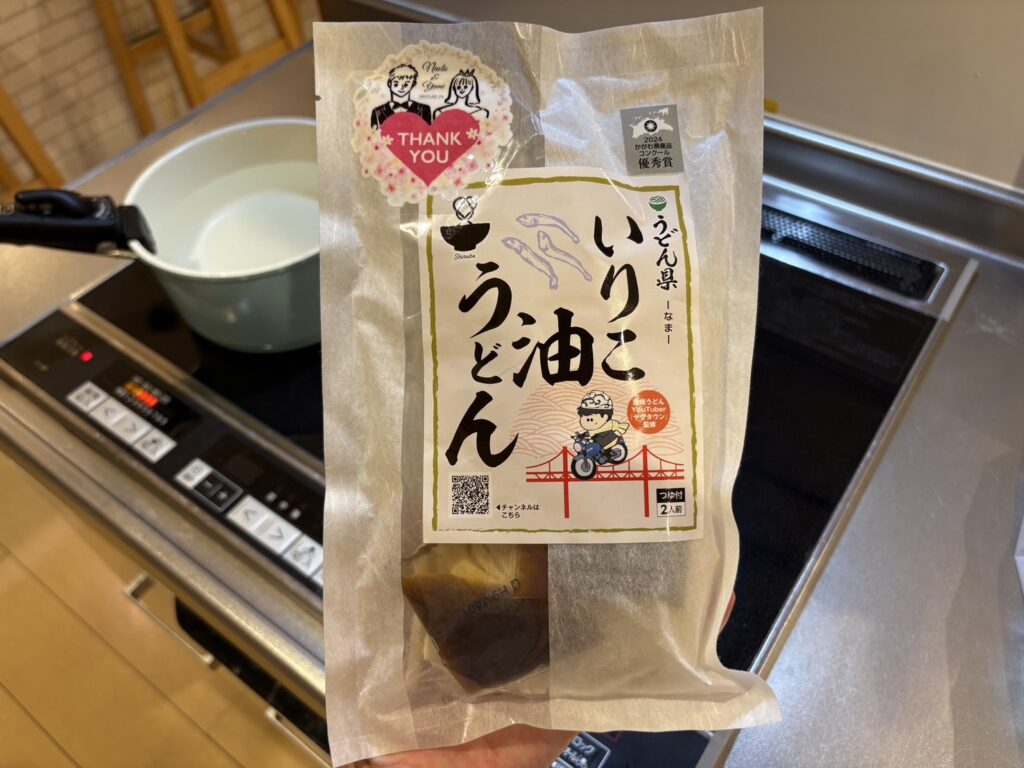 Naoto
&
Yumi
THANK
YOU
2024
かがわ県産品
コンクール
優秀賞
Shirube
うどん県
ーなまー
いりこ
油
うどん
讃岐うどん
YouTuber
監修
◀チャンネルは
こちら
つゆ付
2人前